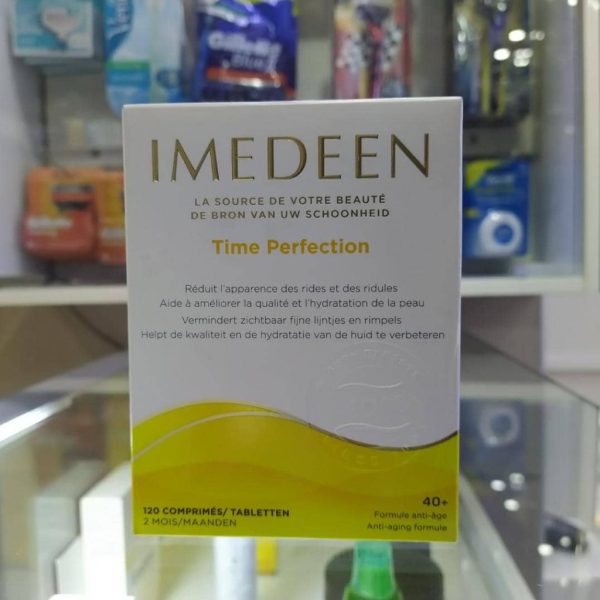 Gillette
IMEDEEN
LA SOURCE DE VOTRE BEAUTÉ
DE BRON VAN UW SCHOONHEID
Time Perfection
Réduit l'apparence des rides et des ridules
Aide à améliorer la qualité et l'hydratation de la peau
Vermindert zichtbaar fijne lijntjes en rimpels
Helpt de kwaliteit en de hydratatie van de huid te verbeteren
120 COMPRIMÉS/ TABLETTEN
2 MOIS/MAANDEN
40+
Formule anti-âge
Anti-aging formule